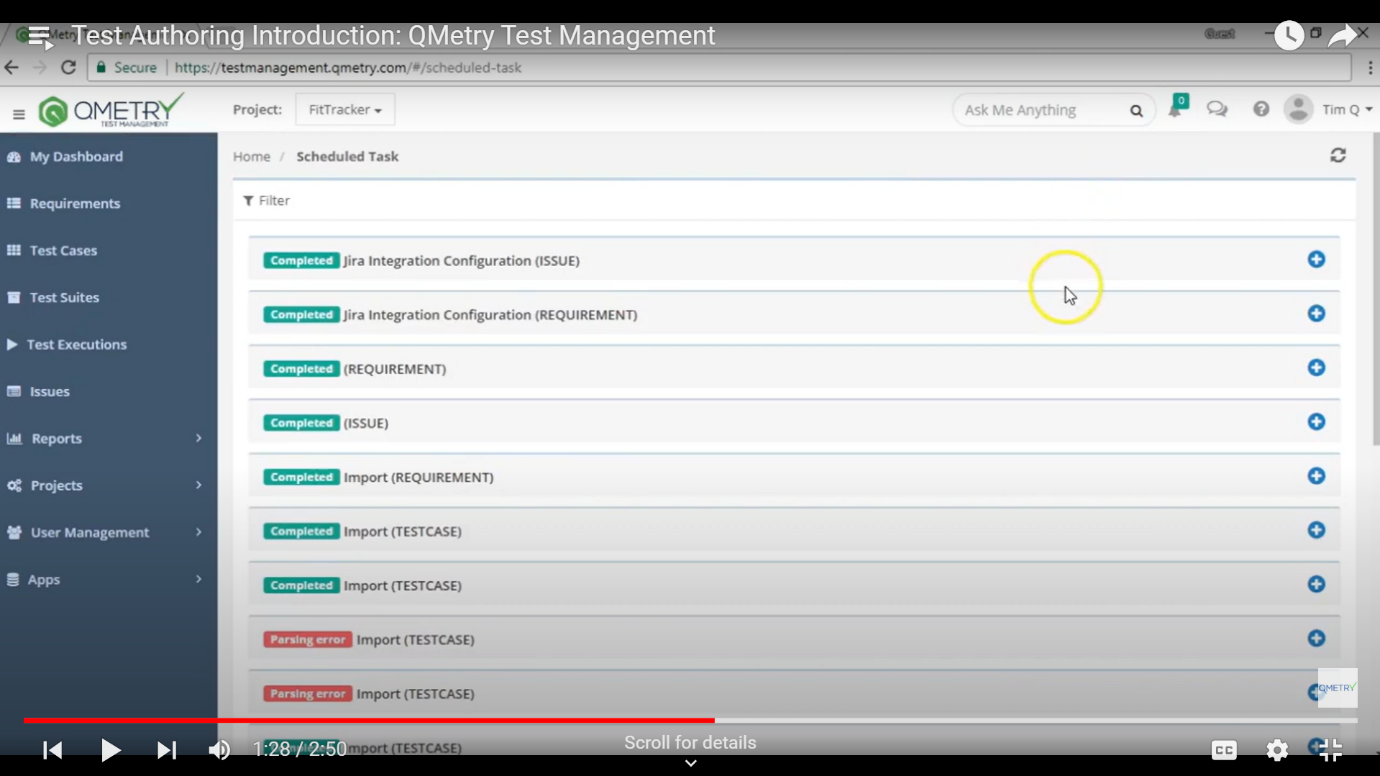 Test Authoring Introduction: QMetry Test Management
Guest
Secure https://testmanagement.qmetry.com/#/scheduled-task
QMETRY
TEST MANAGEMENT
Project: FitTracker
Ask Me Anything
0
Tim Q
My Dashboard
Home / Scheduled Task
Requirements
Filter
Test Cases
Completed Jira Integration Configuration (ISSUE)
Test Suites
Completed Jira Integration Configuration (REQUIREMENT)
Test Executions
Completed (REQUIREMENT)
Issues
Completed (ISSUE)
Reports
Completed Import (REQUIREMENT)
Projects
User Management
Completed Import (TESTCASE)
Apps
Completed Import (TESTCASE)
Parsing error Import (TESTCASE)
Parsing error Import (TESTCASE)
QMETRY
Import (TESTCASE)
1:28 / 2:50
Scroll for details
CC